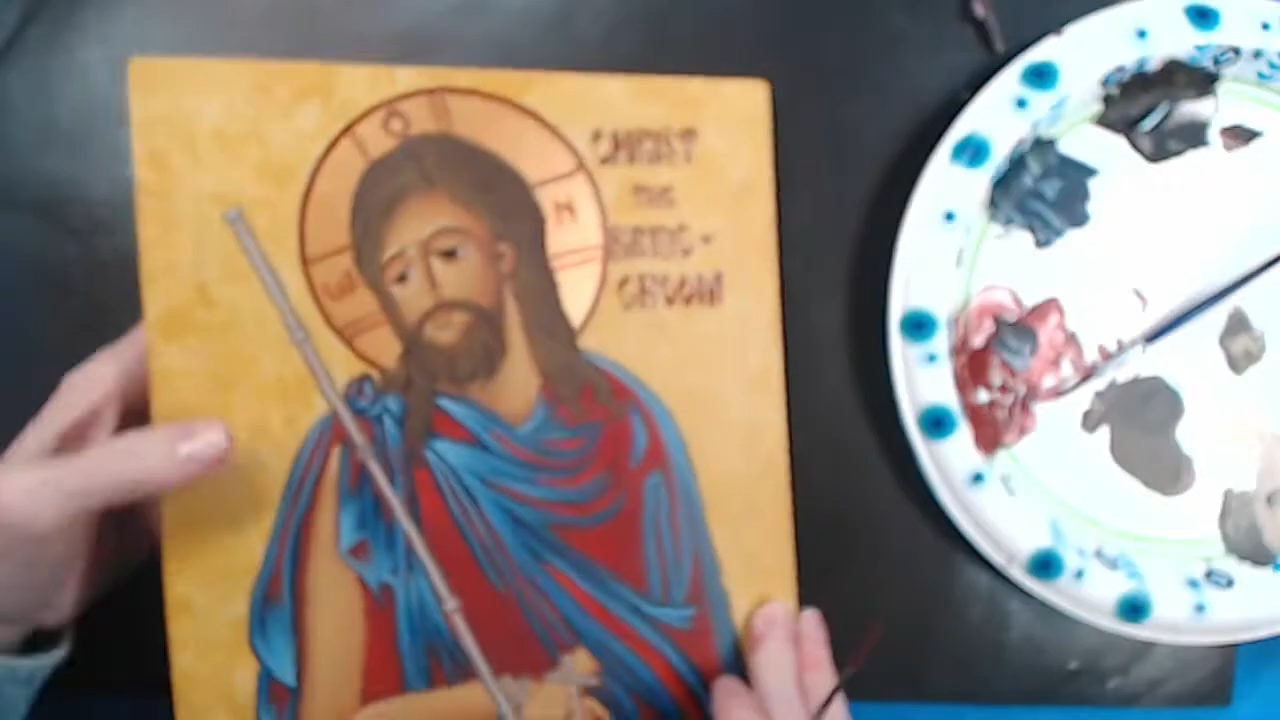 Ο
ω
Ν
CHRIST
THE
BRIDE-
GROOM